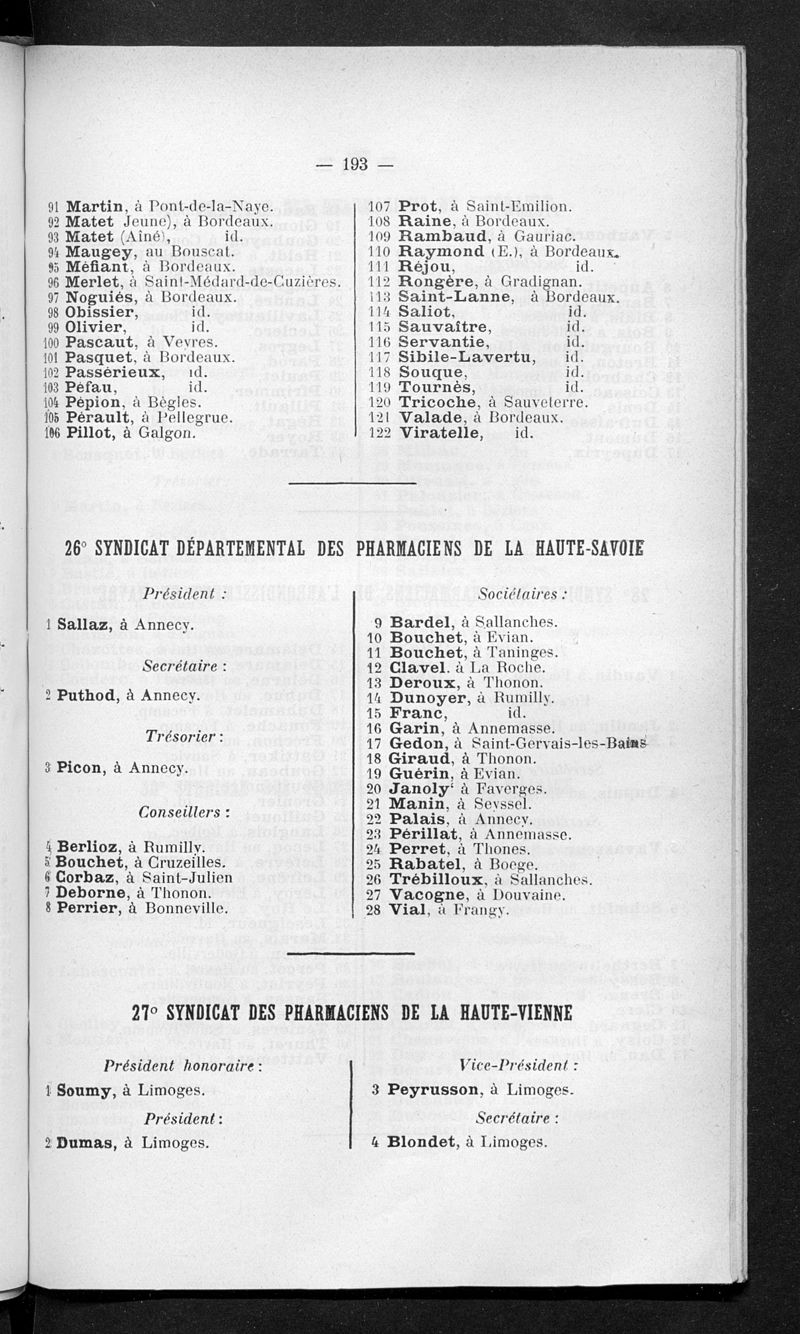 — 193 —
91 Martin, à Pont-de-la-Naye.
92 Matet Jeune), à Bordeaux.
93 Matet (Aîné), id.
94 Maugey, au Bouscat.
95 Méfiant, à Bordeaux.
96 Merlet, à Saint-Médard-de-Guzières.
97 Noguiés, à Bordeaux.
98 Obissier, id.
99 Olivier, id.
100 Pascaut, à Vevres.
101 Pasquet, à Bordeaux.
102 Passérieux, id.
103 Péfau, id.
104 Pépion, à Bègles.
105 Pérault, à Pellegrue.
106 Pillot, à Galgon.
107 Prot, à Saint-Emilion.
108 Raine, à Bordeaux.
109 Rambaud, à Gauriac.
110 Raymond (E.), à Bordeaux.
111 Réjou, id.
112 Rongère, à Gradignan.
113 Saint-Lanne, à Bordeaux.
114 Saliot, id.
115 Sauvaître, id.
116 Servantie, id.
117 Sibile-Lavertu, id.
118 Souque, id.
119 Tournès, id.
120 Tricoche, à Sauveterre.
121 Valade, à Bordeaux.
122 Viratelle, id.
26° SYNDICAT DÉPARTEMENTAL DES PHARMACIENS DE LA HAUTE-SAVOIE
Président :
1 Sallaz, à Annecy.
Secrétaire :
2 Puthod, à Annecy.
Trésorier :
3 Picon, à Annecy.
Conseillers :
4 Berlioz, à Rumilly.
5 Bouchet, à Cruzeilles.
6 Corbaz, à Saint-Julien
7 Deborne, à Thonon.
8 Perrier, à Bonneville.
Sociétaires :
9 Bardel, à Sallanches.
10 Bouchet, à Evian.
11 Bouchet, à Taninges.
12 Clavel. à La Roche.
13 Deroux, à Thonon.
14 Dunoyer, à Rumilly.
15 Franc, id.
16 Garin, à Annemasse.
17 Gedon, à Saint-Gervais-les-Bains
18 Giraud, à Thonon.
19 Guérin, à Evian.
20 Janoly‘ à Faverges.
21 Manin, à Seyssel.
22 Palais, à Annecy.
23 Périllat, à Annemasse.
24 Perret, à Thones.
25 Rabatel, à Boege.
26 Trébilloux, à Sallanches.
27 Vacogne, à Douvaine.
28 Vial, à Frangy.
27° SYNDICAT DES PHARMACIENS DE LA HAUTE-VIENNE
Président honoraire :
1 Soumy, à Limoges.
Président :
2 Dumas, à Limoges.
Vice-Président :
3 Peyrusson, à Limoges.
Secrétaire :
4 Blondet, à Limoges.